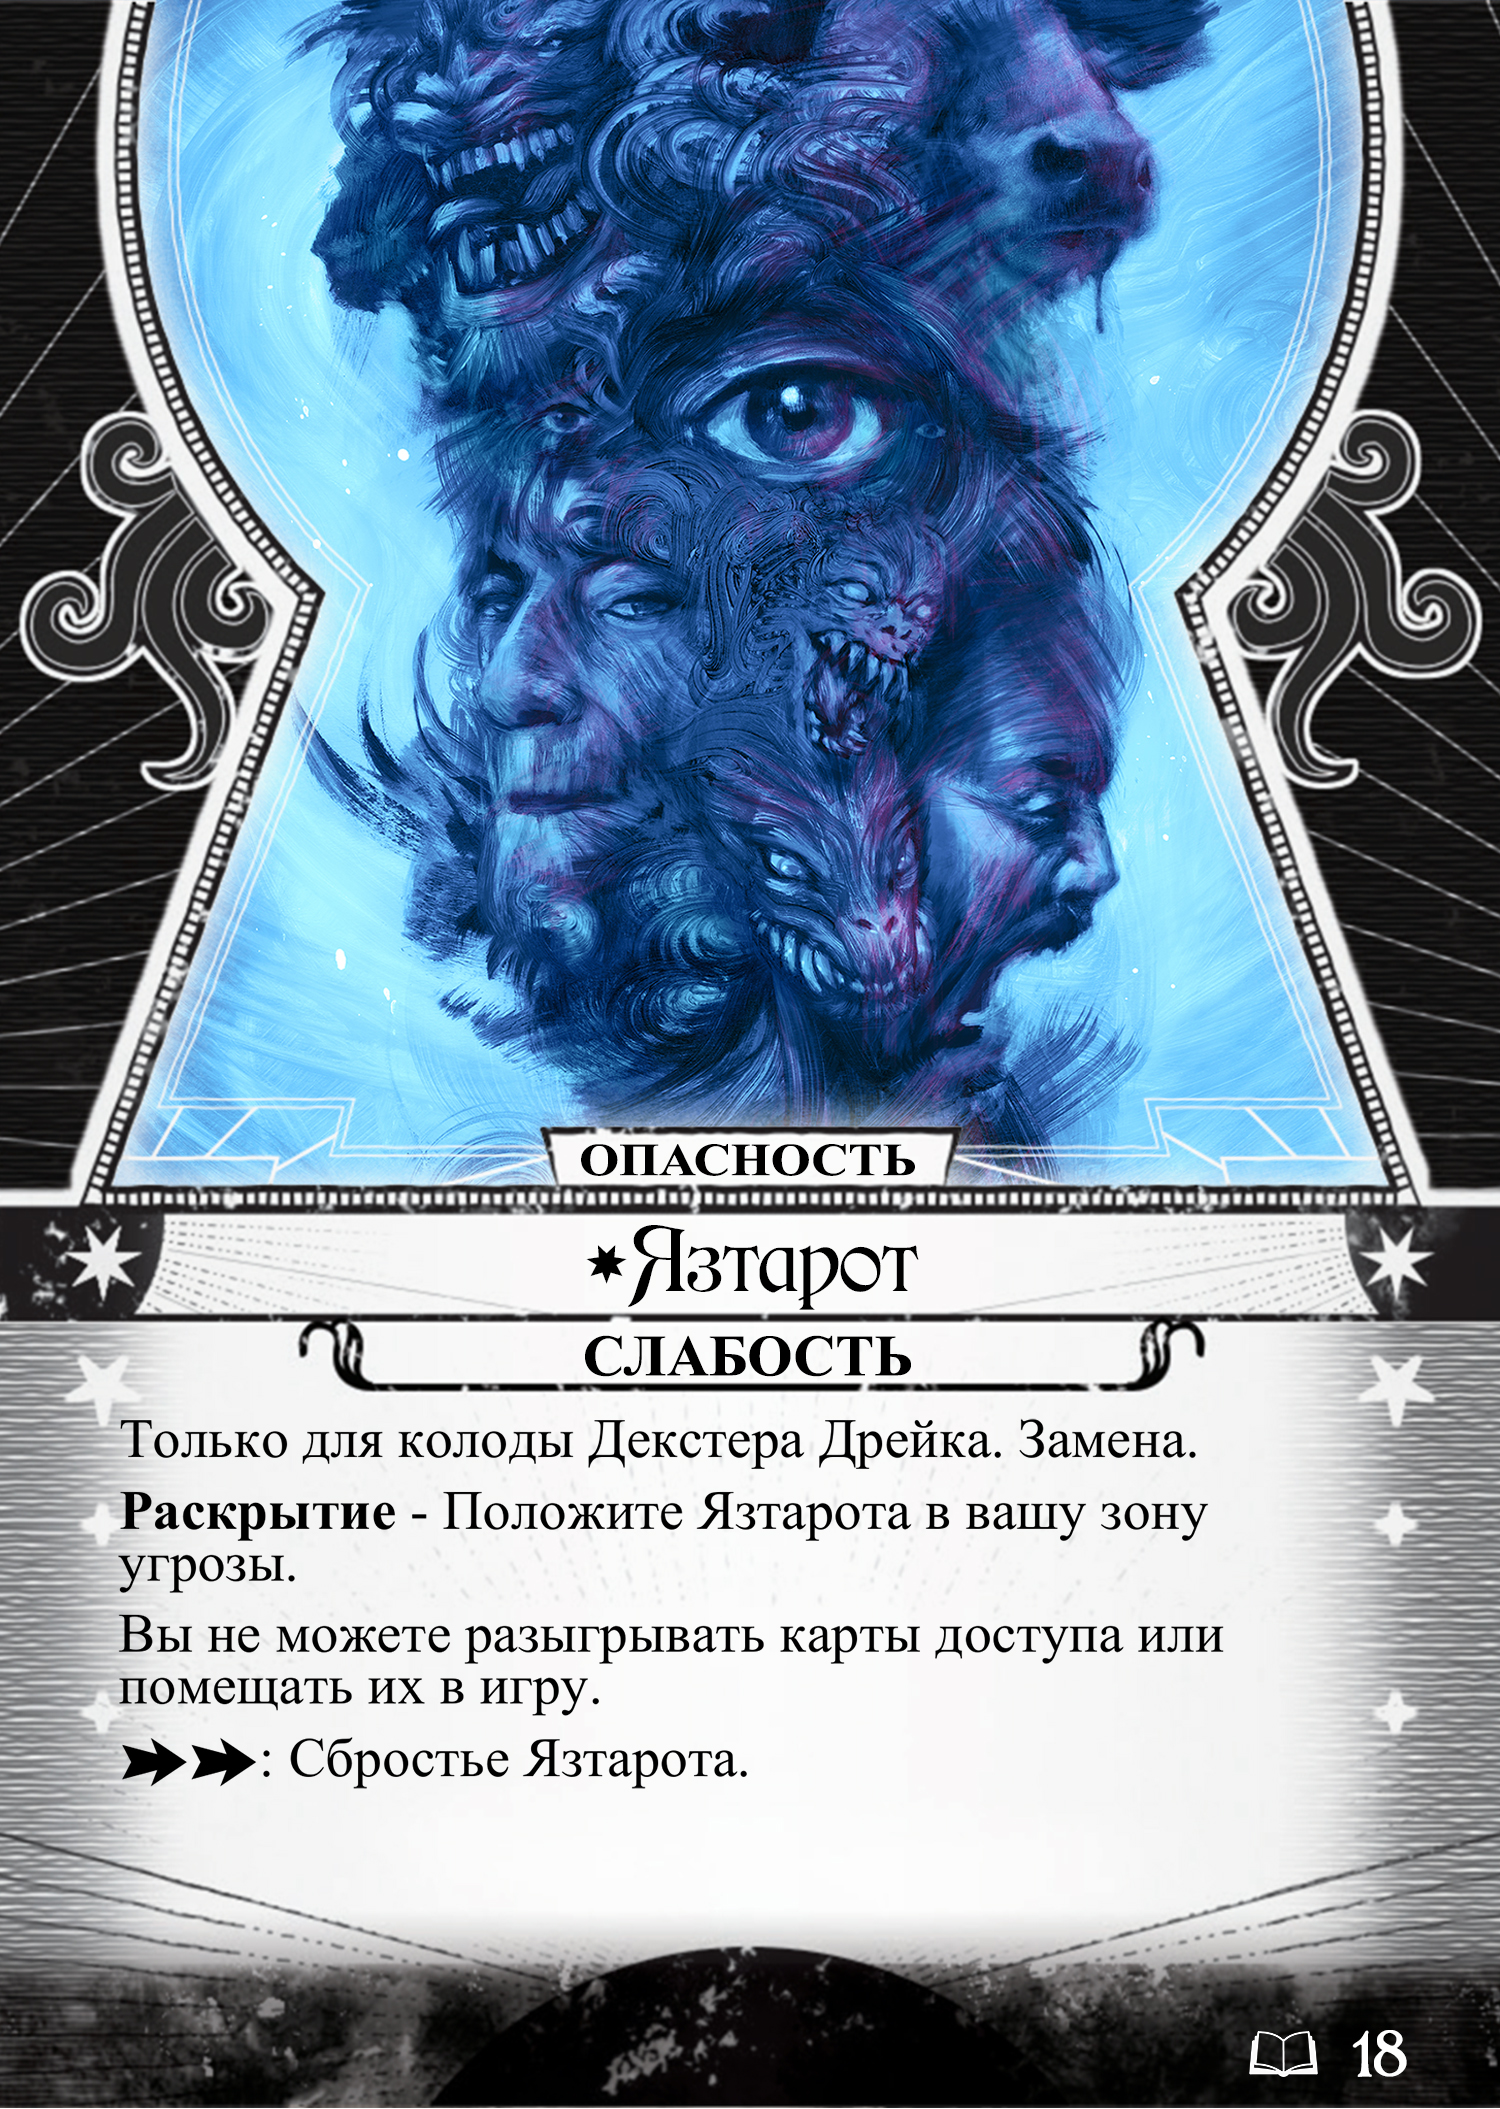 ОПАСНОСТЬ
Язтарот
СЛАБОСТЬ
Только для колоды Декстера Дрейка. Замена.
Раскрытие - Положите Язтарота в вашу зону
угрозы.
Вы не можете разыгрывать карты доступа или
помещать их в игру.
: Сбростье Язтарота.
18